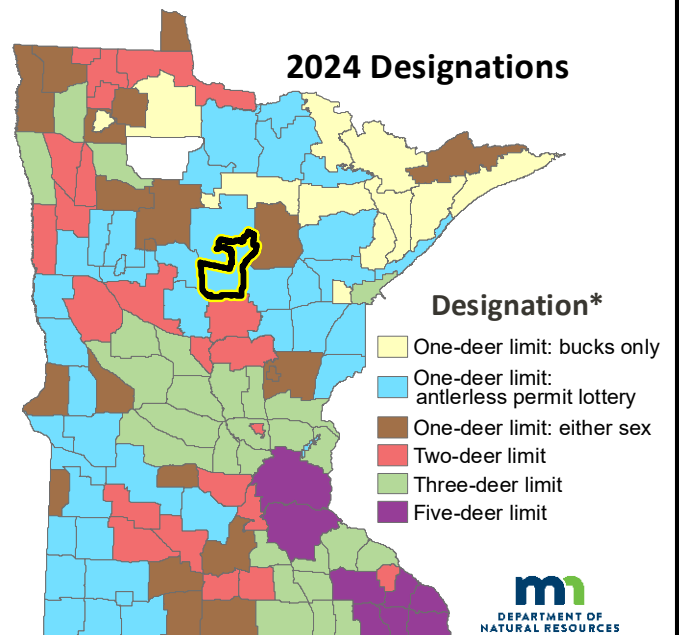 2024 Designations
Designation*
One-deer limit: bucks only
One-deer limit:
antlerless permit lottery
One-deer limit: either sex
Two-deer limit
Three-deer limit
Five-deer limit
mn
DEPARTMENT OF
NATURAL RESOURCES